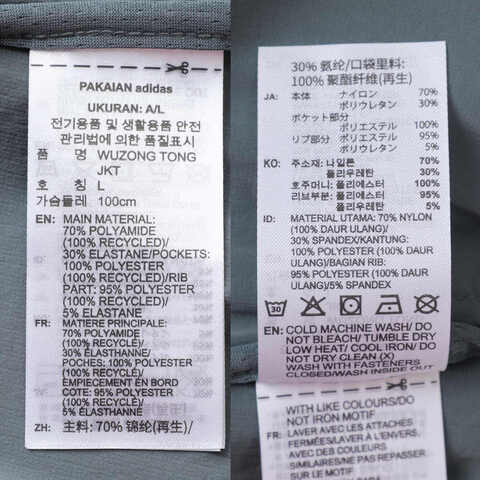 PAKAIAN adidas
UKURAN: A/L
전기용품 및 생활용품 안전
관리법에 의한 품질표시
품 명 WUZONG TONG
JKT
호 칭 L
가슴둘레 100cm
EN: MAIN MATERIAL:
70% POLYAMIDE
(100% RECYCLED)/
30% ELASTANE/POCKETS:
100% POLYESTER
(100% RECYCLED)/RIB
PART: 95% POLYESTER
(100% RECYCLED)/
5% ELASTANE
FR: MATIERE PRINCIPALE:
70% POLYAMIDE
(100% RECYCLÉ)/
30% ÉLASTHANNE/
POCHES: 100% POLYESTER
(100% RECYCLÉ)/
EMPIECEMENT EN BORD
COTE: 95% POLYESTER
(100% RECYCLÉ)/
5% ÉLASTHANNE
ZH: 主料: 70% 锦纶(再生)/
30% 氨纶/口袋里料:
100% 聚酯纤维(再生)
JA: 本体 ナイロン 70%
ポリウレタン 30%
ポケット部分
ポリエステル 100%
リブ部分 ポリエステル 95%
ポリウレタン 5%
KO: 주소재: 나일론 70%
폴리우레탄 30%
호주머니: 폴리에스터 100%
리브부분: 폴리에스터 95%
폴리우레탄 5%
ID: MATERIAL UTAMA: 70% NYLON
(100% DAUR ULANG)/
30% SPANDEX/KANTUNG:
100% POLYESTER (100% DAUR
ULANG)/BAGIAN RIB:
95% POLYESTER (100% DAUR
ULANG)/5% SPANDEX
EN: COLD MACHINE WASH/ DO
NOT BLEACH/ TUMBLE DRY
LOW HEAT/ COOL IRON/ DO
NOT DRY CLEAN (X)
WASH WITH FASTENERS
CLOSED/WASH INSIDE OUT
WITH LIKE COLOURS/DO
NOT IRON MOTIF
FR: LAVER AVEC LES ATTACHES
FERMÉES/LAVER À L'ENVERS.
AVEC DES COULEURS
SIMILAIRES/NE PAS REPASSER
SUR LE MOTIF